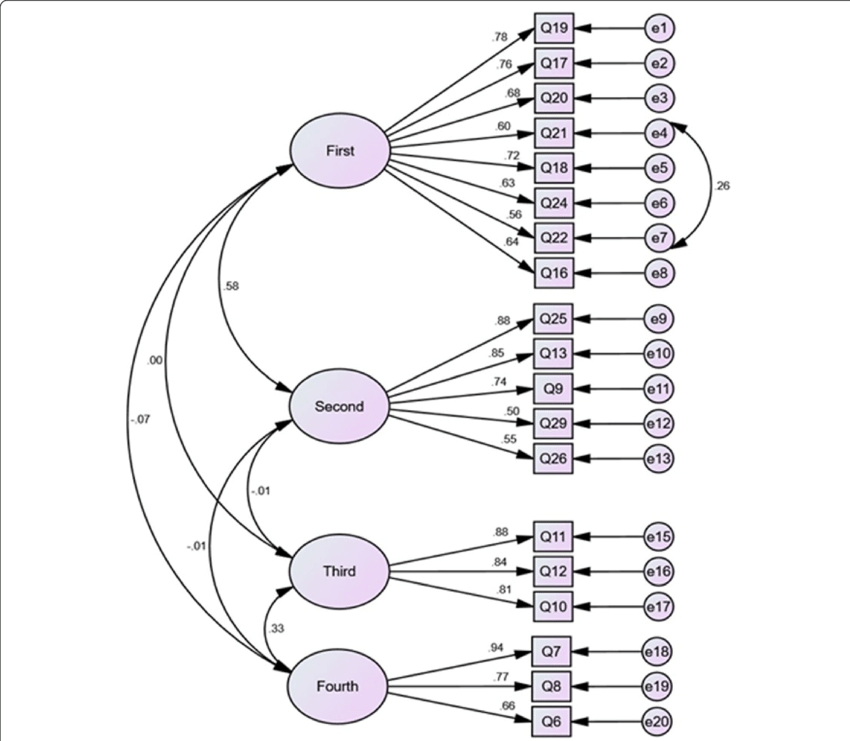 .78 Q19 e1
.76 Q17 e2
.68 Q20 e3
First .60 Q21 e4
.72 Q18 e5
.26
.63 Q24 e6
.56 Q22 e7
.64 Q16 e8
.58
.88 Q25 e9
.00 .85 Q13 e10
.74 Q9 e11
Second
-.07 .50 Q29 e12
.55 Q26 e13
-.01
.88 Q11 e15
-.01
Third .84 Q12 e16
.81 Q10 e17
.33
.94 Q7 e18
Fourth .77 Q8 e19
.66 Q6 e20